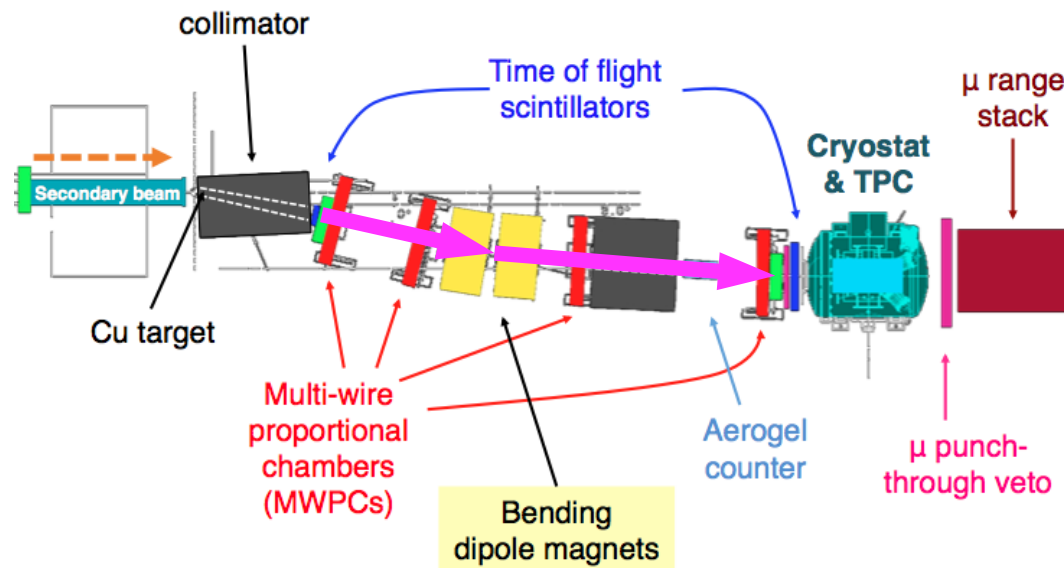 collimator
Time of flight
scintillators
μ range
stack
Cryostat
& TPC
Secondary beam
Cu target
Multi-wire
proportional
chambers
(MWPCs)
Bending
dipole magnets
Aerogel
counter
μ punch-
through veto